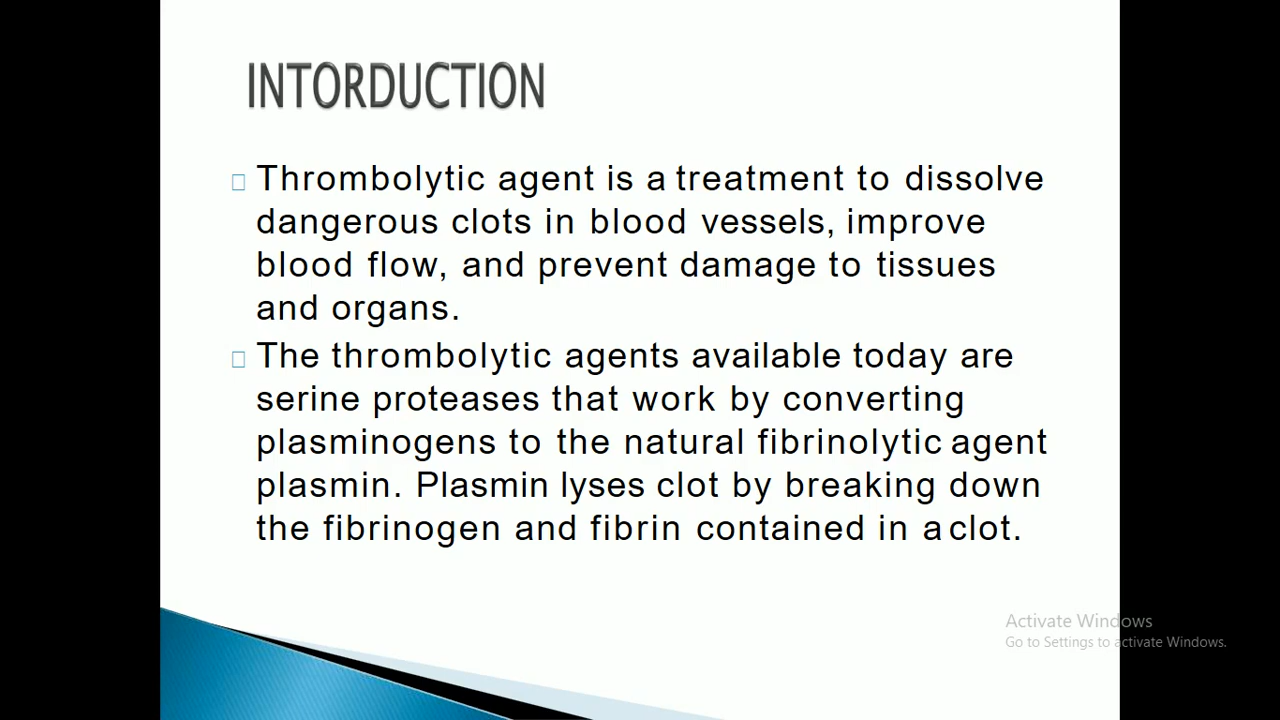 INTORDUCTION
Thrombolytic agent is a treatment to dissolve
dangerous clots in blood vessels, improve
blood flow, and prevent damage to tissues
and organs.
The thrombolytic agents available today are
serine proteases that work by converting
plasminogens to the natural fibrinolytic agent
plasmin. Plasmin lyses clot by breaking down
the fibrinogen and fibrin contained in a clot.
Activate Windows
Go to Settings to activate Windows.